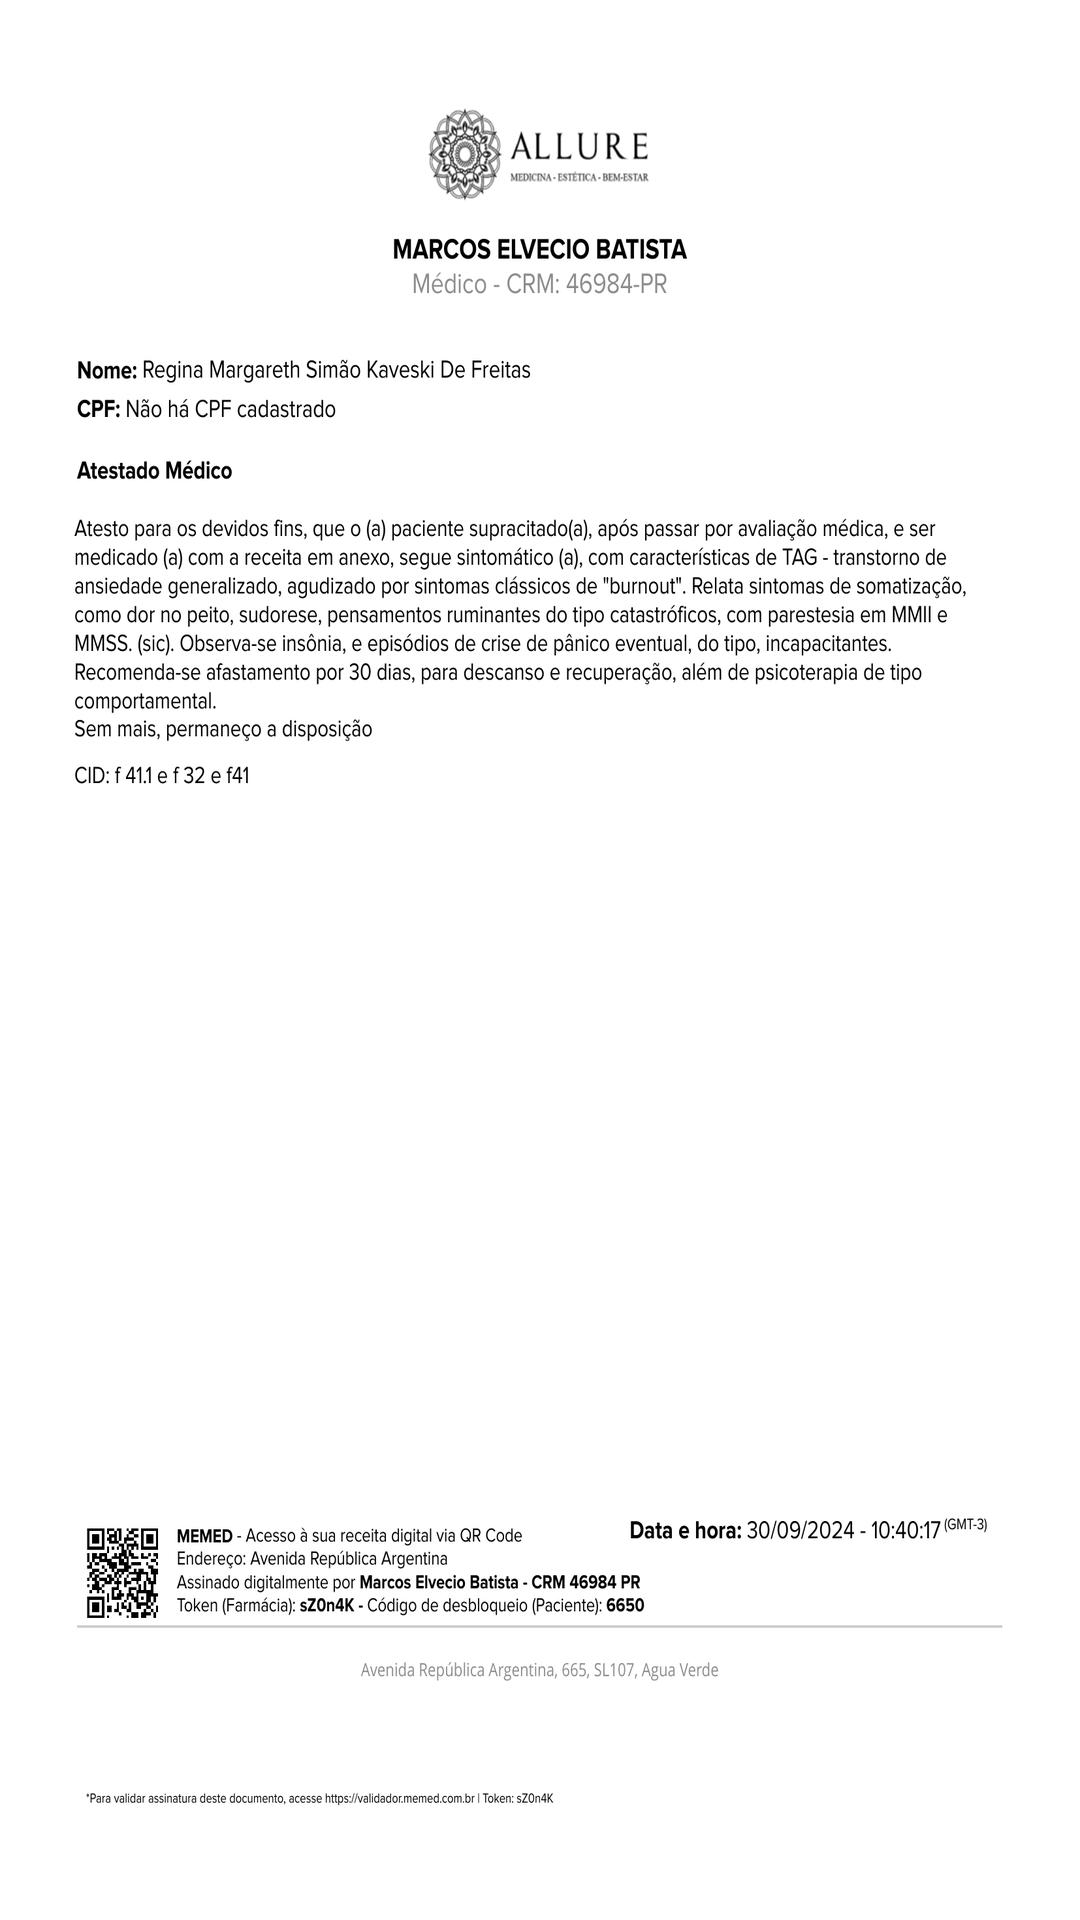 ALLURE
MEDICINA - ESTÉTICA - BEM-ESTAR
MARCOS ELVECIO BATISTA
Médico - CRM: 46984-PR
Nome: Regina Margareth Simão Kaveski De Freitas
CPF: Não há CPF cadastrado
Atestado Médico
Atesto para os devidos fins, que o (a) paciente supracitado(a), após passar por avaliação médica, e ser
medicado (a) com a receita em anexo, segue sintomático (a), com características de TAG - transtorno de
ansiedade generalizado, agudizado por sintomas clássicos de "burnout". Relata sintomas de somatização,
como dor no peito, sudorese, pensamentos ruminantes do tipo catastróficos, com parestesia em MMII e
MMSS. (sic). Observa-se insônia, e episódios de crise de pânico eventual, do tipo, incapacitantes.
Recomenda-se afastamento por 30 dias, para descanso e recuperação, além de psicoterapia de tipo
comportamental.
Sem mais, permaneço a disposição
CID: f 41.1 e f 32 e f41
MEMED - Acesso à sua receita digital via QR Code
Endereço: Avenida República Argentina
Assinado digitalmente por Marcos Elvecio Batista - CRM 46984 PR
Token (Farmácia): sZ0n4K - Código de desbloqueio (Paciente): 6650
Data e hora: 30/09/2024 - 10:40:17 (GMT-3)
Avenida República Argentina, 665, SL107, Agua Verde
*Para validar assinatura deste documento, acesse https://validador.memed.com.br | Token: sZ0n4K